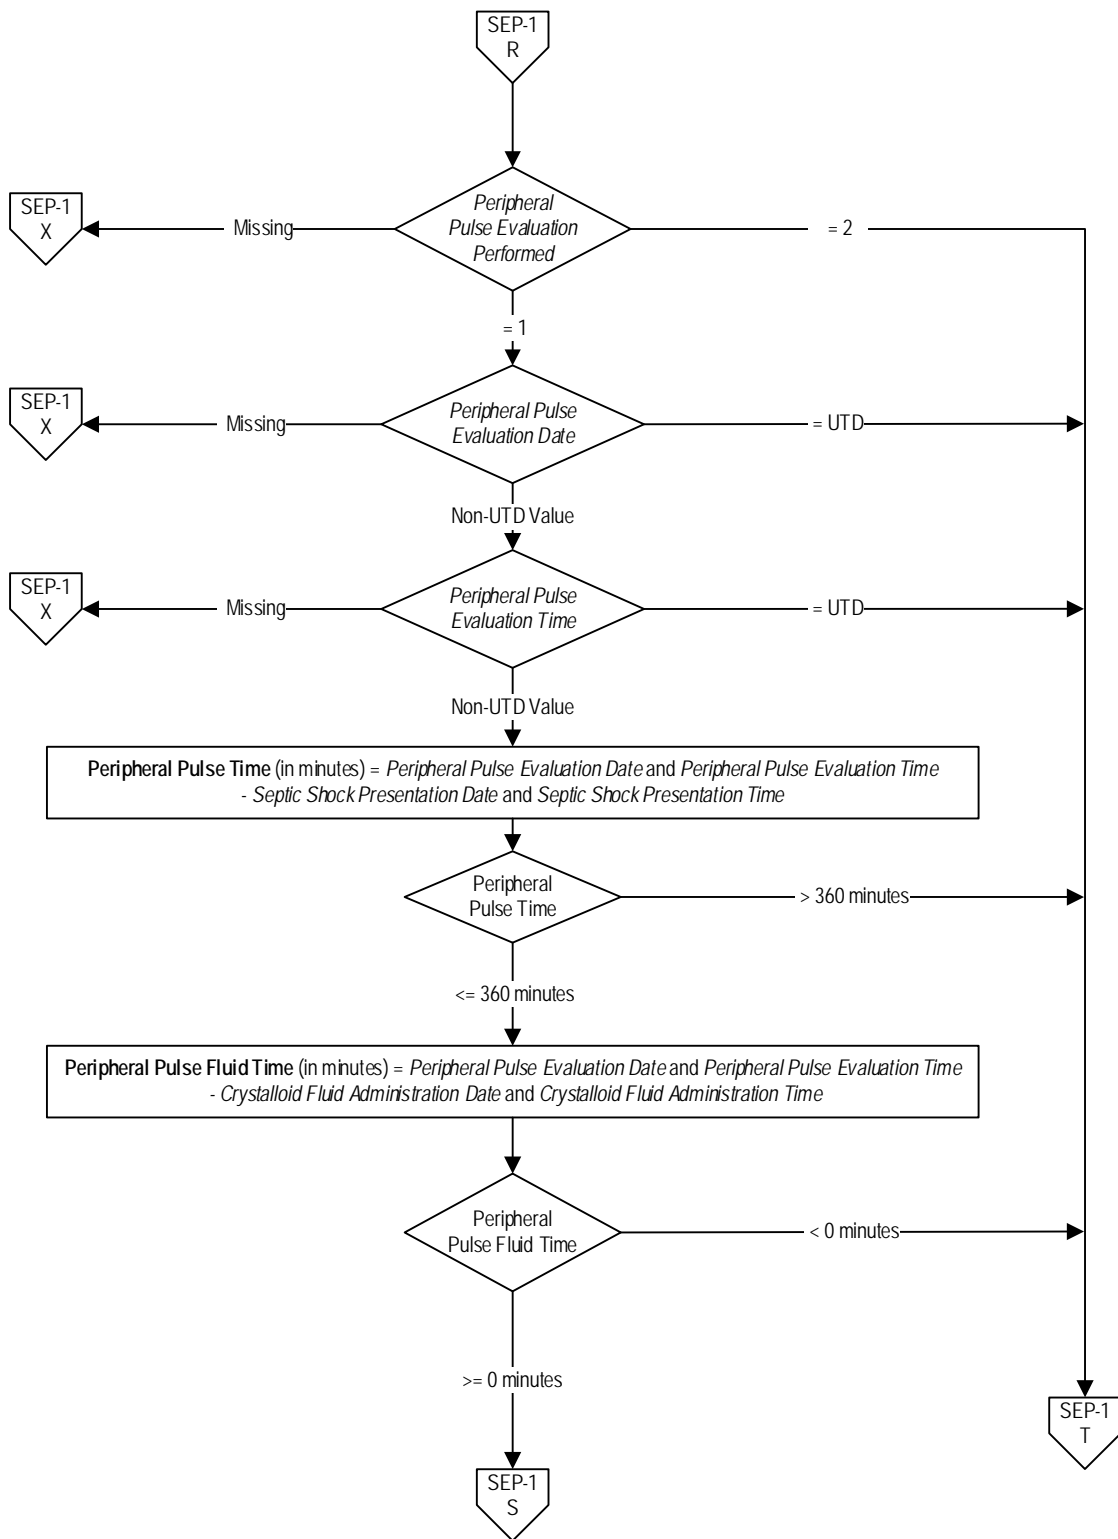 SEP-1
R
Peripheral
Pulse Evaluation
Performed
SEP-1
X
Missing
= 2
= 1
SEP-1
X
Missing
Peripheral Pulse
Evaluation Date
= UTD
Non-UTD Value
SEP-1
X
Missing
Peripheral Pulse
Evaluation Time
= UTD
Non-UTD Value
Peripheral Pulse Time (in minutes) = Peripheral Pulse Evaluation Date and Peripheral Pulse Evaluation Time
- Septic Shock Presentation Date and Septic Shock Presentation Time
Peripheral
Pulse Time
> 360 minutes
<= 360 minutes
Peripheral Pulse Fluid Time (in minutes) = Peripheral Pulse Evaluation Date and Peripheral Pulse Evaluation Time
- Crystalloid Fluid Administration Date and Crystalloid Fluid Administration Time
Peripheral
Pulse Fluid Time
< 0 minutes
>= 0 minutes
SEP-1
T
SEP-1
S